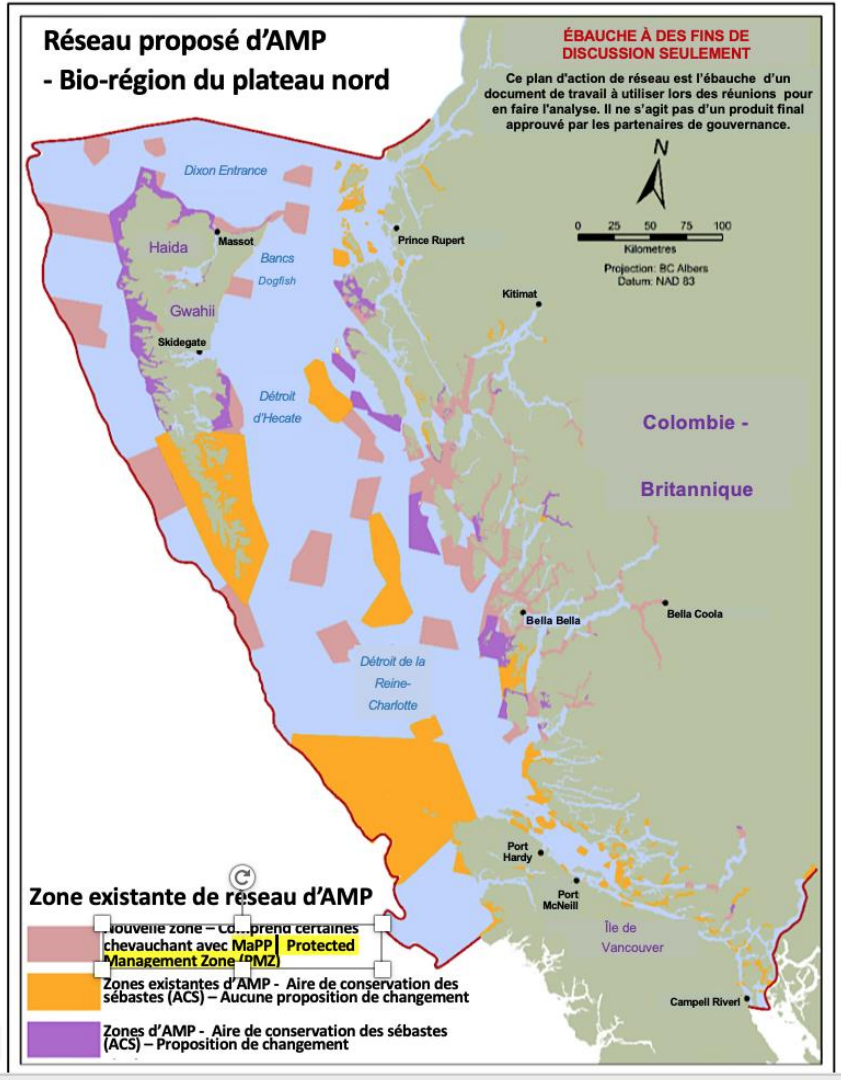 Réseau proposé d'AMP
- Bio-région du plateau nord
ÉBAUCHE À DES FINS DE
DISCUSSION SEULEMENT
Ce plan d'action de réseau est l'ébauche d'un
document de travail à utiliser lors des réunions pour
en faire l'analyse. Il ne s'agit pas d'un produit final
approuvé par les partenaires de gouvernance.
N
0 25 50 75 100
Kilometres
Projection: BC Albers
Datum: NAD 83
Dixon Entrance
Haida
Massot
Prince Rupert
Bancs
Dogfish
Kitimat
Gwahii
Skidegate
Détroit
d'Hecate
Colombie -
Britannique
Bella Bella
Bella Coola
Détroit de la
Reine-
Charlotte
Port
Hardy
Port
McNeill
Île de
Vancouver
Campell Riverl
Zone existante de réseau d'AMP
Nouvelle zone – Comprend certaines
chevauchant avec MaPP Protected
Management Zone (PMZ)
Zones existantes d'AMP - Aire de conservation des
sébastes (ACS) – Aucune proposition de changement
Zones d'AMP - Aire de conservation des sébastes
(ACS) – Proposition de changement